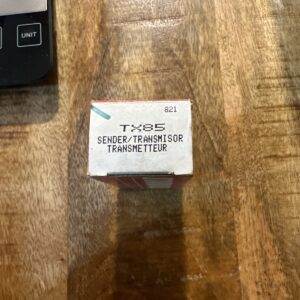 UNIT
821
TX85
SENDER/TRANSMISOR
TRANSMETTEUR